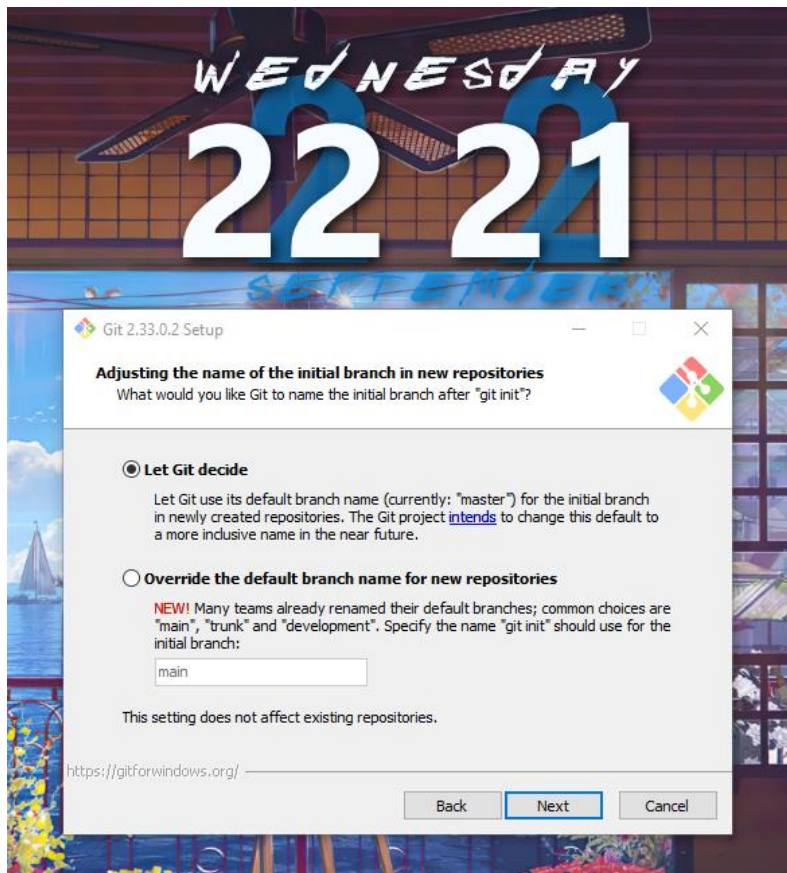 WEDNESDAY
22
22 21
SEPTEMBER
Git 2.33.0.2 Setup
Adjusting the name of the initial branch in new repositories
What would you like Git to name the initial branch after "git init"?
Let Git decide
Let Git use its default branch name (currently: "master") for the initial branch
in newly created repositories. The Git project intends to change this default to
a more inclusive name in the near future.
Override the default branch name for new repositories
NEW! Many teams already renamed their default branches; common choices are
"main", "trunk" and "development". Specify the name "git init" should use for the
initial branch:
main
This setting does not affect existing repositories.
https://gitforwindows.org/
Back Next Cancel